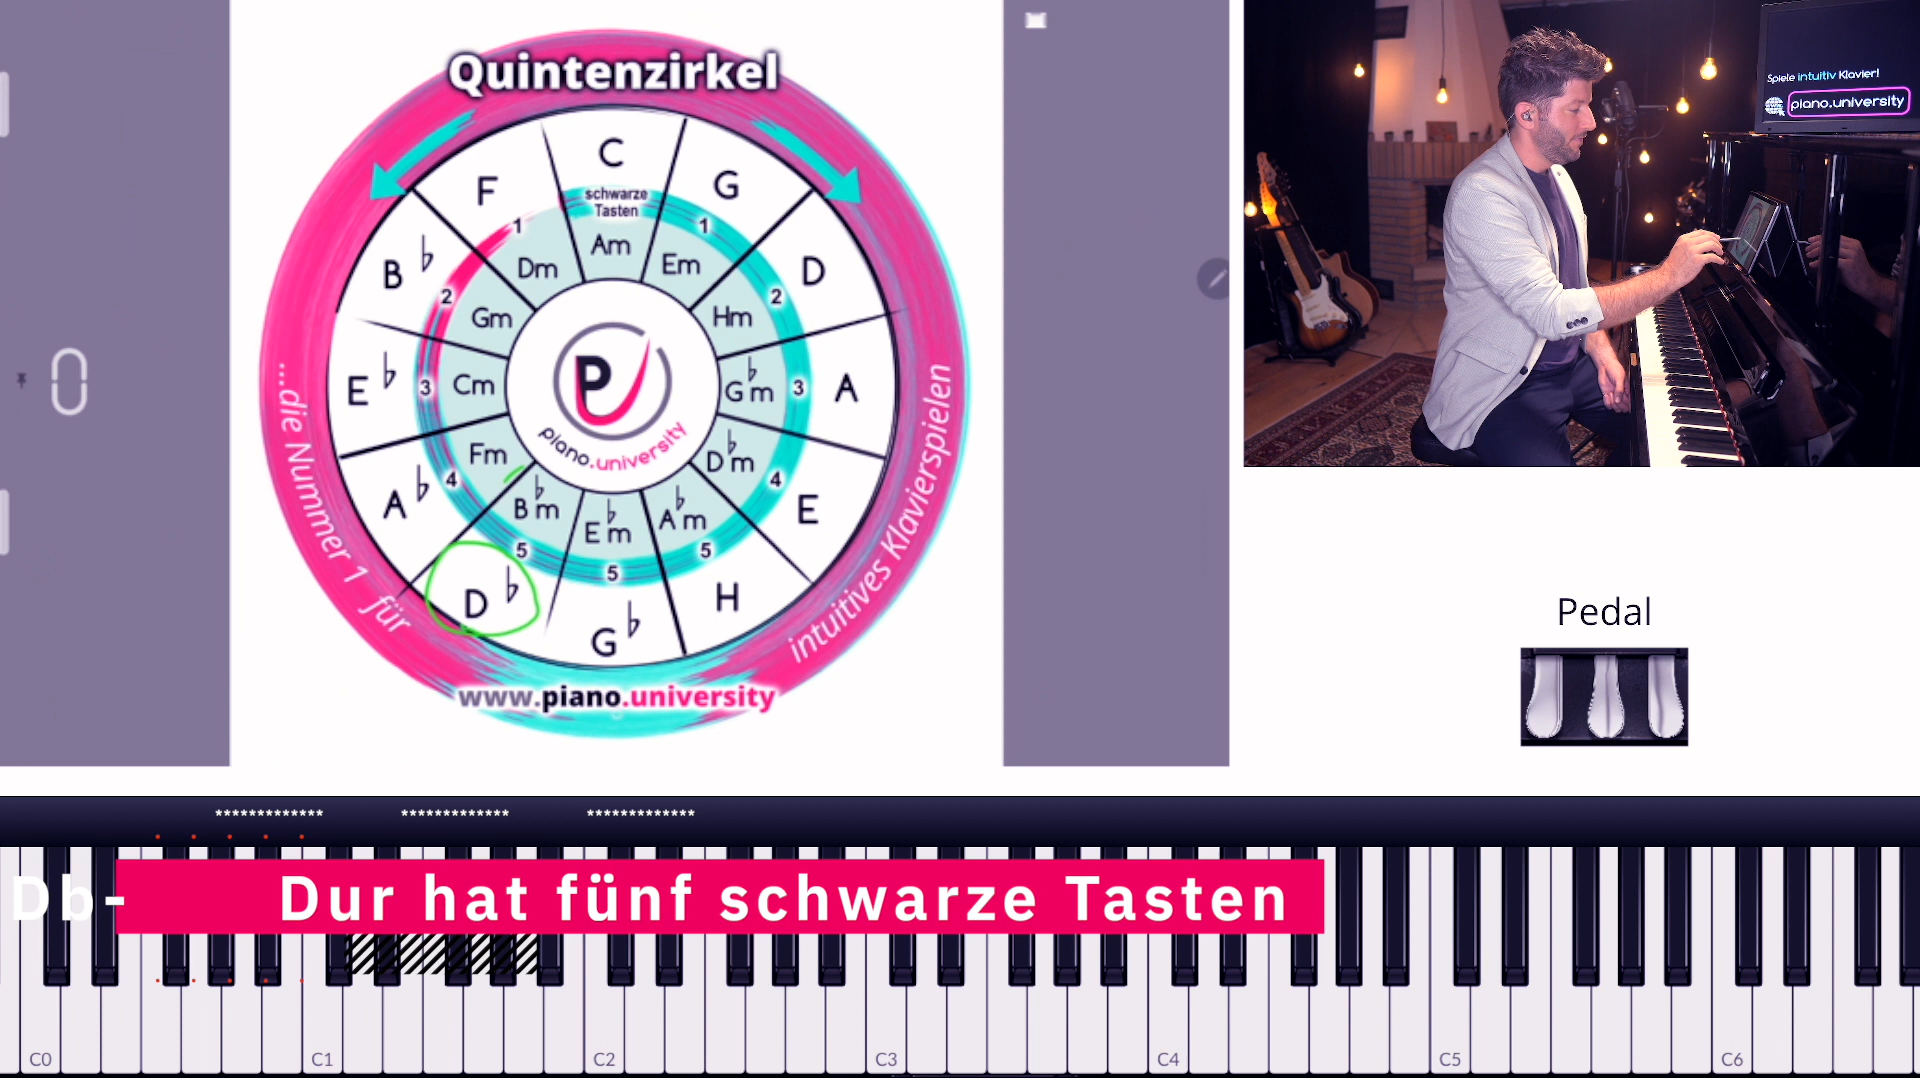 Quintenzirkel
C
G
D
A
E
H
G♭
D♭
A♭
E♭
B♭
F
schwarze
Tasten
1
2
3
4
5
5
5
4
3
2
1
Am
Em
Hm
G♭m
D♭m
A♭m
E♭m
B♭m
Fm
Cm
Gm
Dm
PU
piano.university
...die Nummer 1 für
intuitives Klavierspielen
www.piano.university
Spiele intuitiv Klavier!
piano.university
Pedal
*************
*************
*************
Db- Dur hat fünf schwarze Tasten
C0
C1
C2
C3
C4
C5
C6